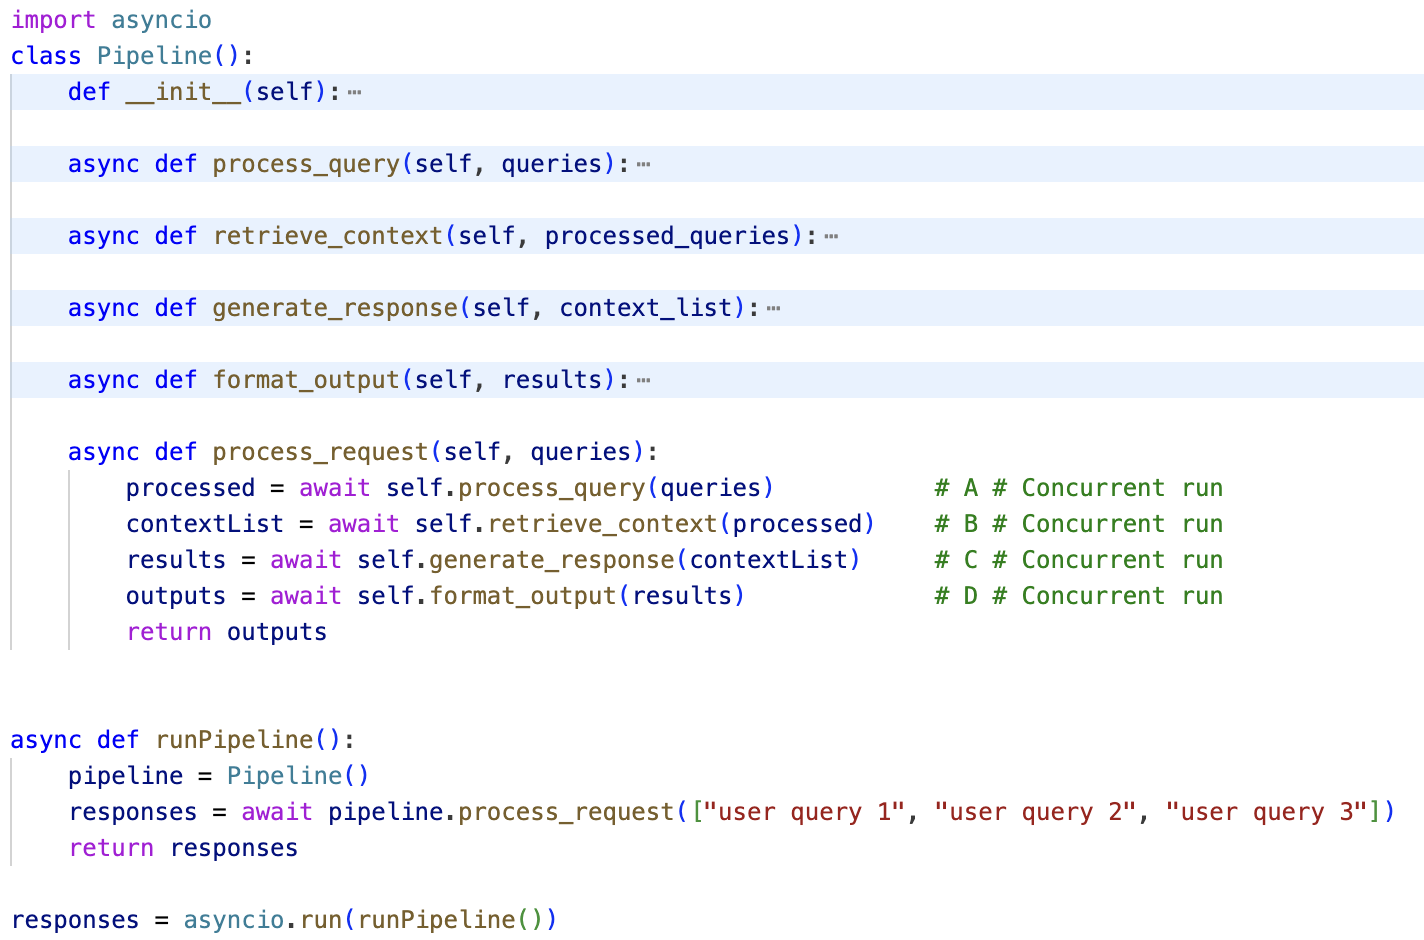 import asyncio
class Pipeline():
    def __init__(self):⋯
    async def process_query(self, queries):⋯
    async def retrieve_context(self, processed_queries):⋯
    async def generate_response(self, context_list):⋯
    async def format_output(self, results):⋯
    async def process_request(self, queries):
        processed = await self.process_query(queries)           # A # Concurrent run
        contextList = await self.retrieve_context(processed)    # B # Concurrent run
        results = await self.generate_response(contextList)     # C # Concurrent run
        outputs = await self.format_output(results)             # D # Concurrent run
        return outputs
async def runPipeline():
    pipeline = Pipeline()
    responses = await pipeline.process_request(["user query 1", "user query 2", "user query 3"])
    return responses
responses = asyncio.run(runPipeline())